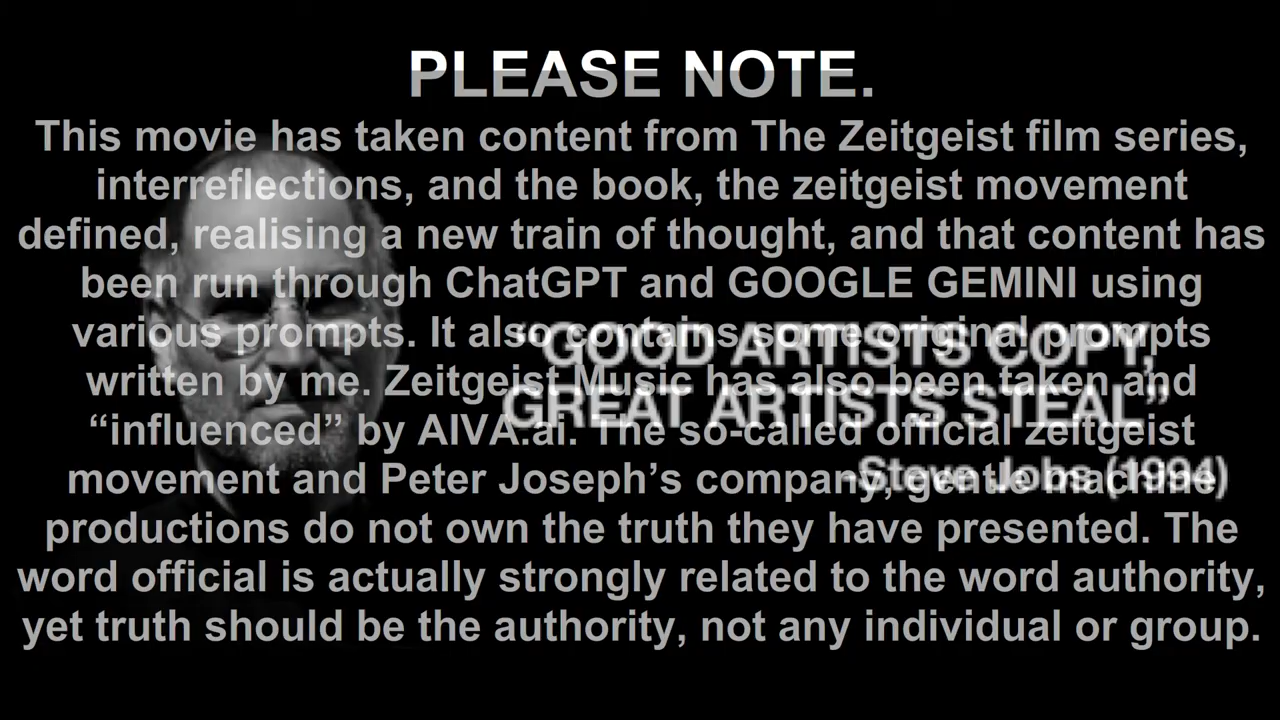 PLEASE NOTE.
This movie has taken content from The Zeitgeist film series,
interreflections, and the book, the zeitgeist movement
defined, realising a new train of thought, and that content has
been run through ChatGPT and GOOGLE GEMINI using
various prompts. It also contains some original prompts
written by me. Zeitgeist Music has also been taken and
“influenced” by AIVA.ai. The so-called official zeitgeist
movement and Peter Joseph’s company, gentle machine
productions do not own the truth they have presented. The
word official is actually strongly related to the word authority,
yet truth should be the authority, not any individual or group.
“GOOD ARTISTS COPY,
GREAT ARTISTS STEAL”
-Steve Jobs (1994)